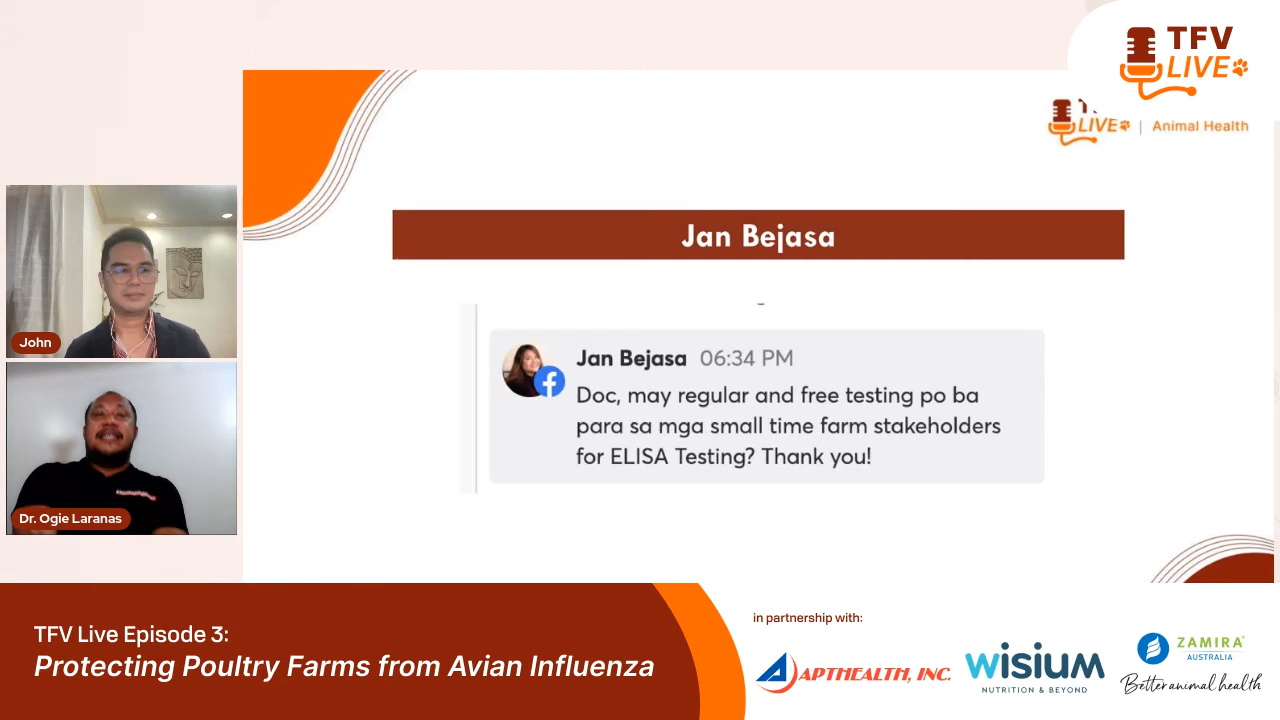 TFV
LIVE
LIVE | Animal Health
Jan Bejasa
Jan Bejasa 06:34 PM
Doc, may regular and free testing po ba
para sa mga small time farm stakeholders
for ELISA Testing? Thank you!
John
Dr. Ogie Laranas
TFV Live Episode 3:
Protecting Poultry Farms from Avian Influenza
in partnership with:
APTHEALTH, INC.
wisium
NUTRITION & BEYOND
ZAMIRA
AUSTRALIA
Better animal health